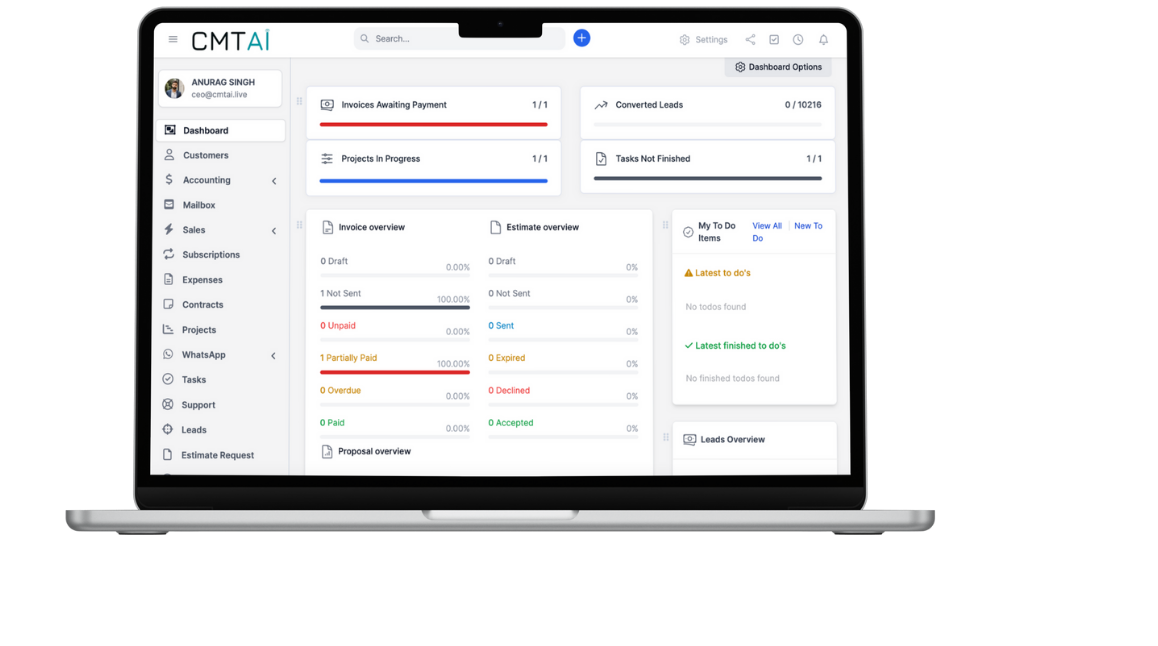 CMTAI
Search...
Settings
Dashboard Options
ANURAG SINGH
ceo@cmtai.live
Dashboard
Customers
Accounting
Mailbox
Sales
Subscriptions
Expenses
Contracts
Projects
WhatsApp
Tasks
Support
Leads
Estimate Request
Invoices Awaiting Payment 1 / 1
Converted Leads 0 / 10216
Projects In Progress 1 / 1
Tasks Not Finished 1 / 1
Invoice overview
0 Draft 0.00%
1 Not Sent 100.00%
0 Unpaid 0.00%
1 Partially Paid 100.00%
0 Overdue 0.00%
0 Paid 0.00%
Proposal overview
Estimate overview
0 Draft 0%
0 Not Sent 0%
0 Sent 0%
0 Expired 0%
0 Declined 0%
0 Accepted 0%
My To Do Items
View All
New To Do
Latest to do's
No todos found
Latest finished to do's
No finished todos found
Leads Overview